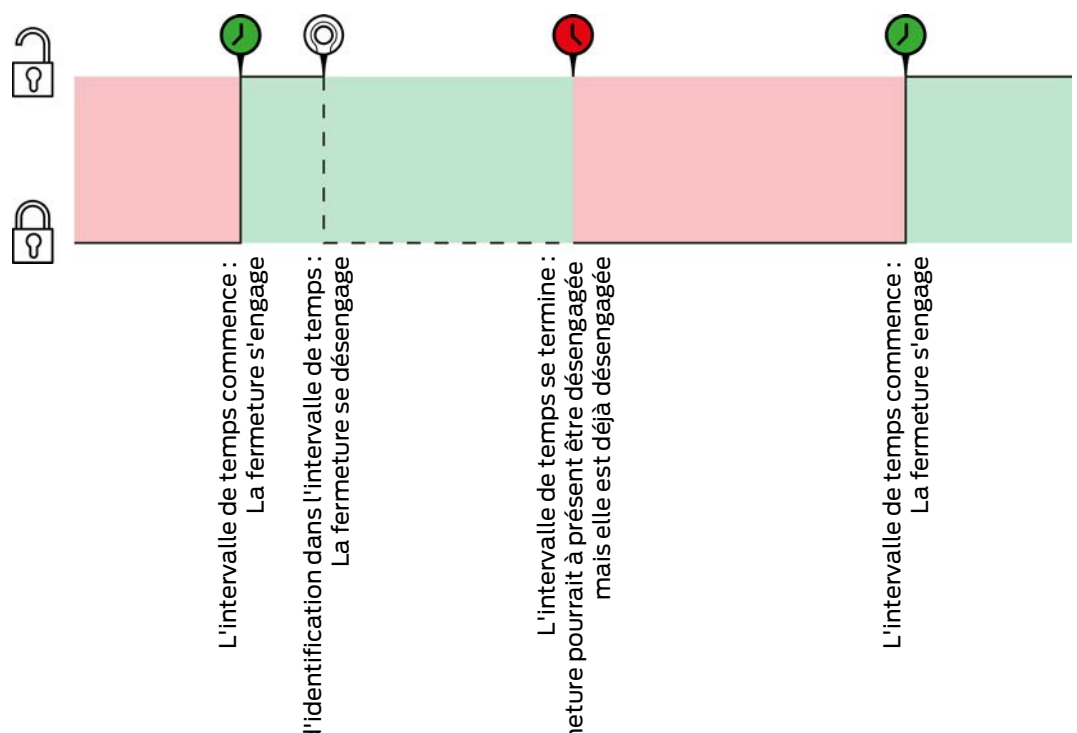 L'intervalle de temps commence :
La fermeture s'engage
d'identification dans l'intervalle de temps :
La fermeture se désengage
L'intervalle de temps se termine :
pourrait à présent être désengagée
mais elle est déjà désengagée
L'intervalle de temps commence :
La fermeture s'engage